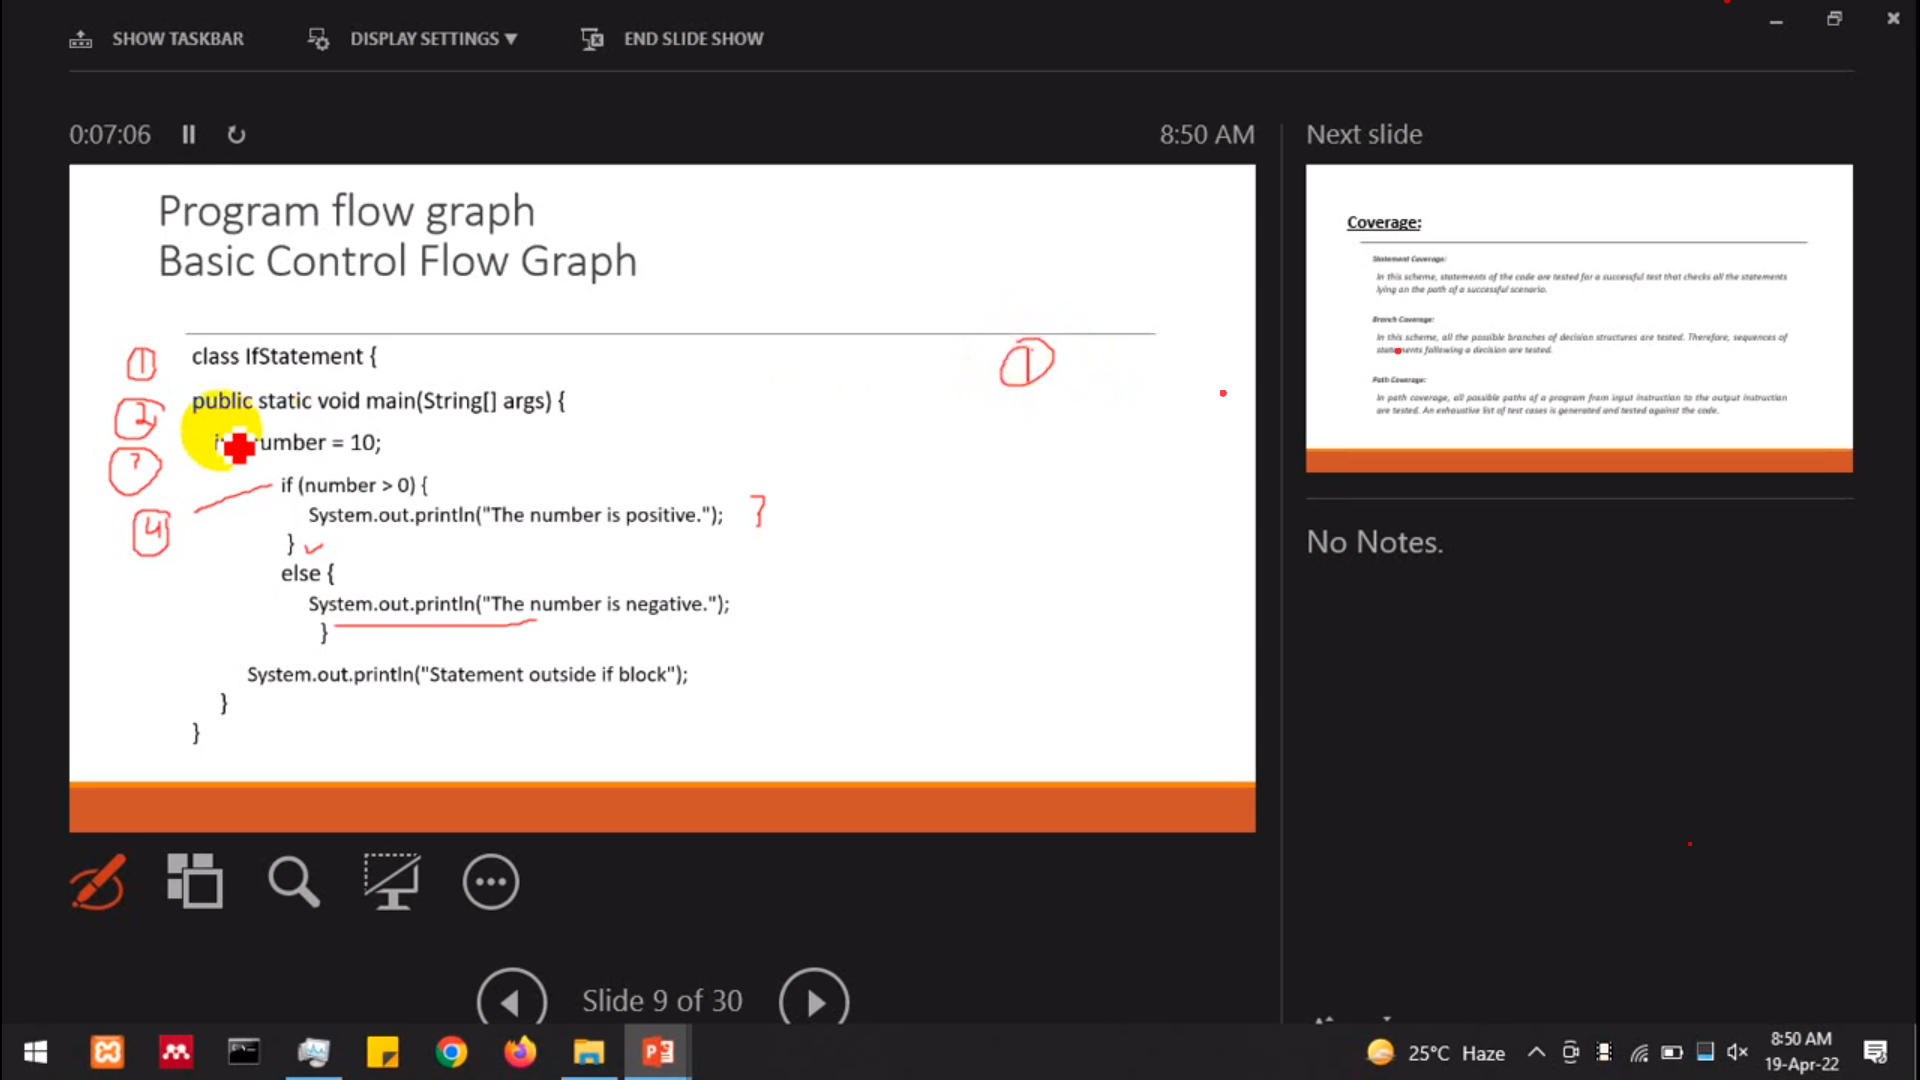 SHOW TASKBAR
DISPLAY SETTINGS ▼
END SLIDE SHOW
0:07:06
8:50 AM
Next slide
Program flow graph
Basic Control Flow Graph
1
class IfStatement {
1
2
public static void main(String[] args) {
number = 10;
4
if (number > 0) {
System.out.println("The number is positive.");
}
else {
System.out.println("The number is negative.");
}
System.out.println("Statement outside if block");
}
}
Coverage:
Statement Coverage:
In this scheme, statements of the code are tested for a successful test that checks all the statements
lying on the path of a successful scenario.
Branch Coverage:
In this scheme, all the possible branches of decision structures are tested. Therefore, sequences of
statements following a decision are tested.
Path Coverage:
In path coverage, all possible paths of a program from input instruction to the output instruction
are tested. An exhaustive list of test cases is generated and tested against the code.
No Notes.
Slide 9 of 30
25°C Haze
8:50 AM
19-Apr-22